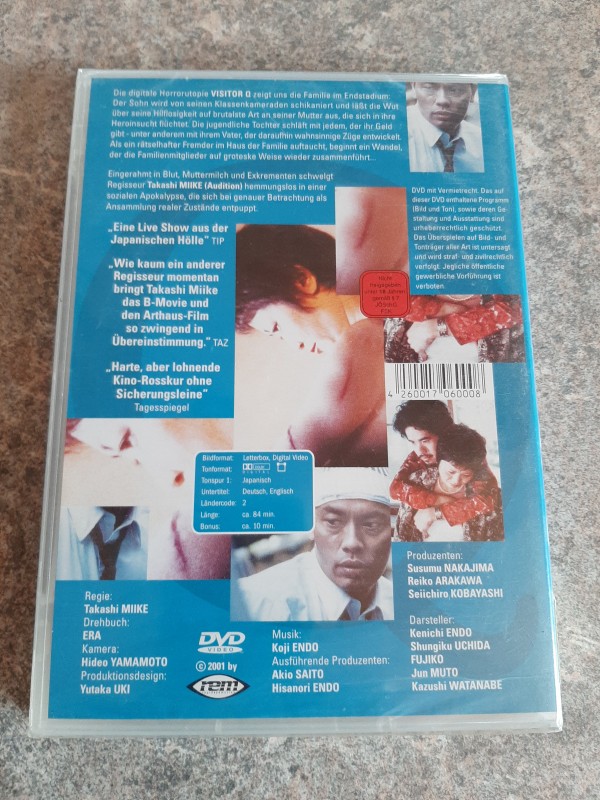 Die digitale Horrorutopie VISITOR Q zeigt uns die Familie im Endstadium:
Der Sohn wird von seinen Klassenkameraden schikaniert und läßt die Wut
über seine Hilflosigkeit auf brutalste Art an seiner Mutter aus, die sich in ihre
Heroinsucht flüchtet. Die jugendliche Tochter schläft mit jedem, der ihr Geld
gibt - unter anderem mit ihrem Vater, der daraufhin wahnsinnige Züge entwickelt.
Als ein rätselhafter Fremder im Haus der Familie auftaucht, beginnt ein Wandel,
der die Familienmitglieder auf groteske Weise wieder zusammenführt...
Eingerahmt in Blut, Muttermilch und Exkrementen schwelgt
Regisseur Takashi MIIKE (Audition) hemmungslos in einer
sozialen Apokalypse, die sich bei genauer Betrachtung als
Ansammlung realer Zustände entpuppt.
„Eine Live Show aus der
Japanischen Hölle" TIP
„Wie kaum ein anderer
Regisseur momentan
bringt Takashi Miike
das B-Movie und
den Arthaus-Film
so zwingend in
Übereinstimmung." TAZ
„Harte, aber lohnende
Kino-Rosskur ohne
Sicherungsleine"
Tagesspiegel
DVD mit Vermietrecht. Das auf
dieser DVD enthaltene Programm
(Bild und Ton), sowie deren Ge
staltung und Ausstattung sind
urheberrechtlich geschützt.
Das Überspielen auf Bild- und
Tonträger aller Art ist untersagt
und wird straf- und zivilrechtlich
verfolgt. Jegliche öffentliche
gewerbliche Vorführung ist
verboten.
Nicht
freigegeben
unter 18 Jahren
gemäß § 7
JÖSchG
FSK
4 260017 060008
Bildformat: Letterbox, Digital Video
Tonformat: DIGITAL
Tonspur 1: Japanisch
Untertitel: Deutsch, Englisch
Ländercode: 2
Länge: ca. 84 min.
Bonus: ca. 10 min.
Produzenten:
Susumu NAKAJIMA
Reiko ARAKAWA
Seiichiro KOBAYASHI
Regie:
Takashi MIIKE
Drehbuch:
ERA
Kamera:
Hideo YAMAMOTO
Produktionsdesign:
Yutaka UKI
DVD
VIDEO
© 2001 by
rem
Musik:
Koji ENDO
Ausführende Produzenten:
Akio SAITO
Hisanori ENDO
Darsteller:
Kenichi ENDO
Shungiku UCHIDA
FUJIKO
Jun MUTO
Kazushi WATANABE